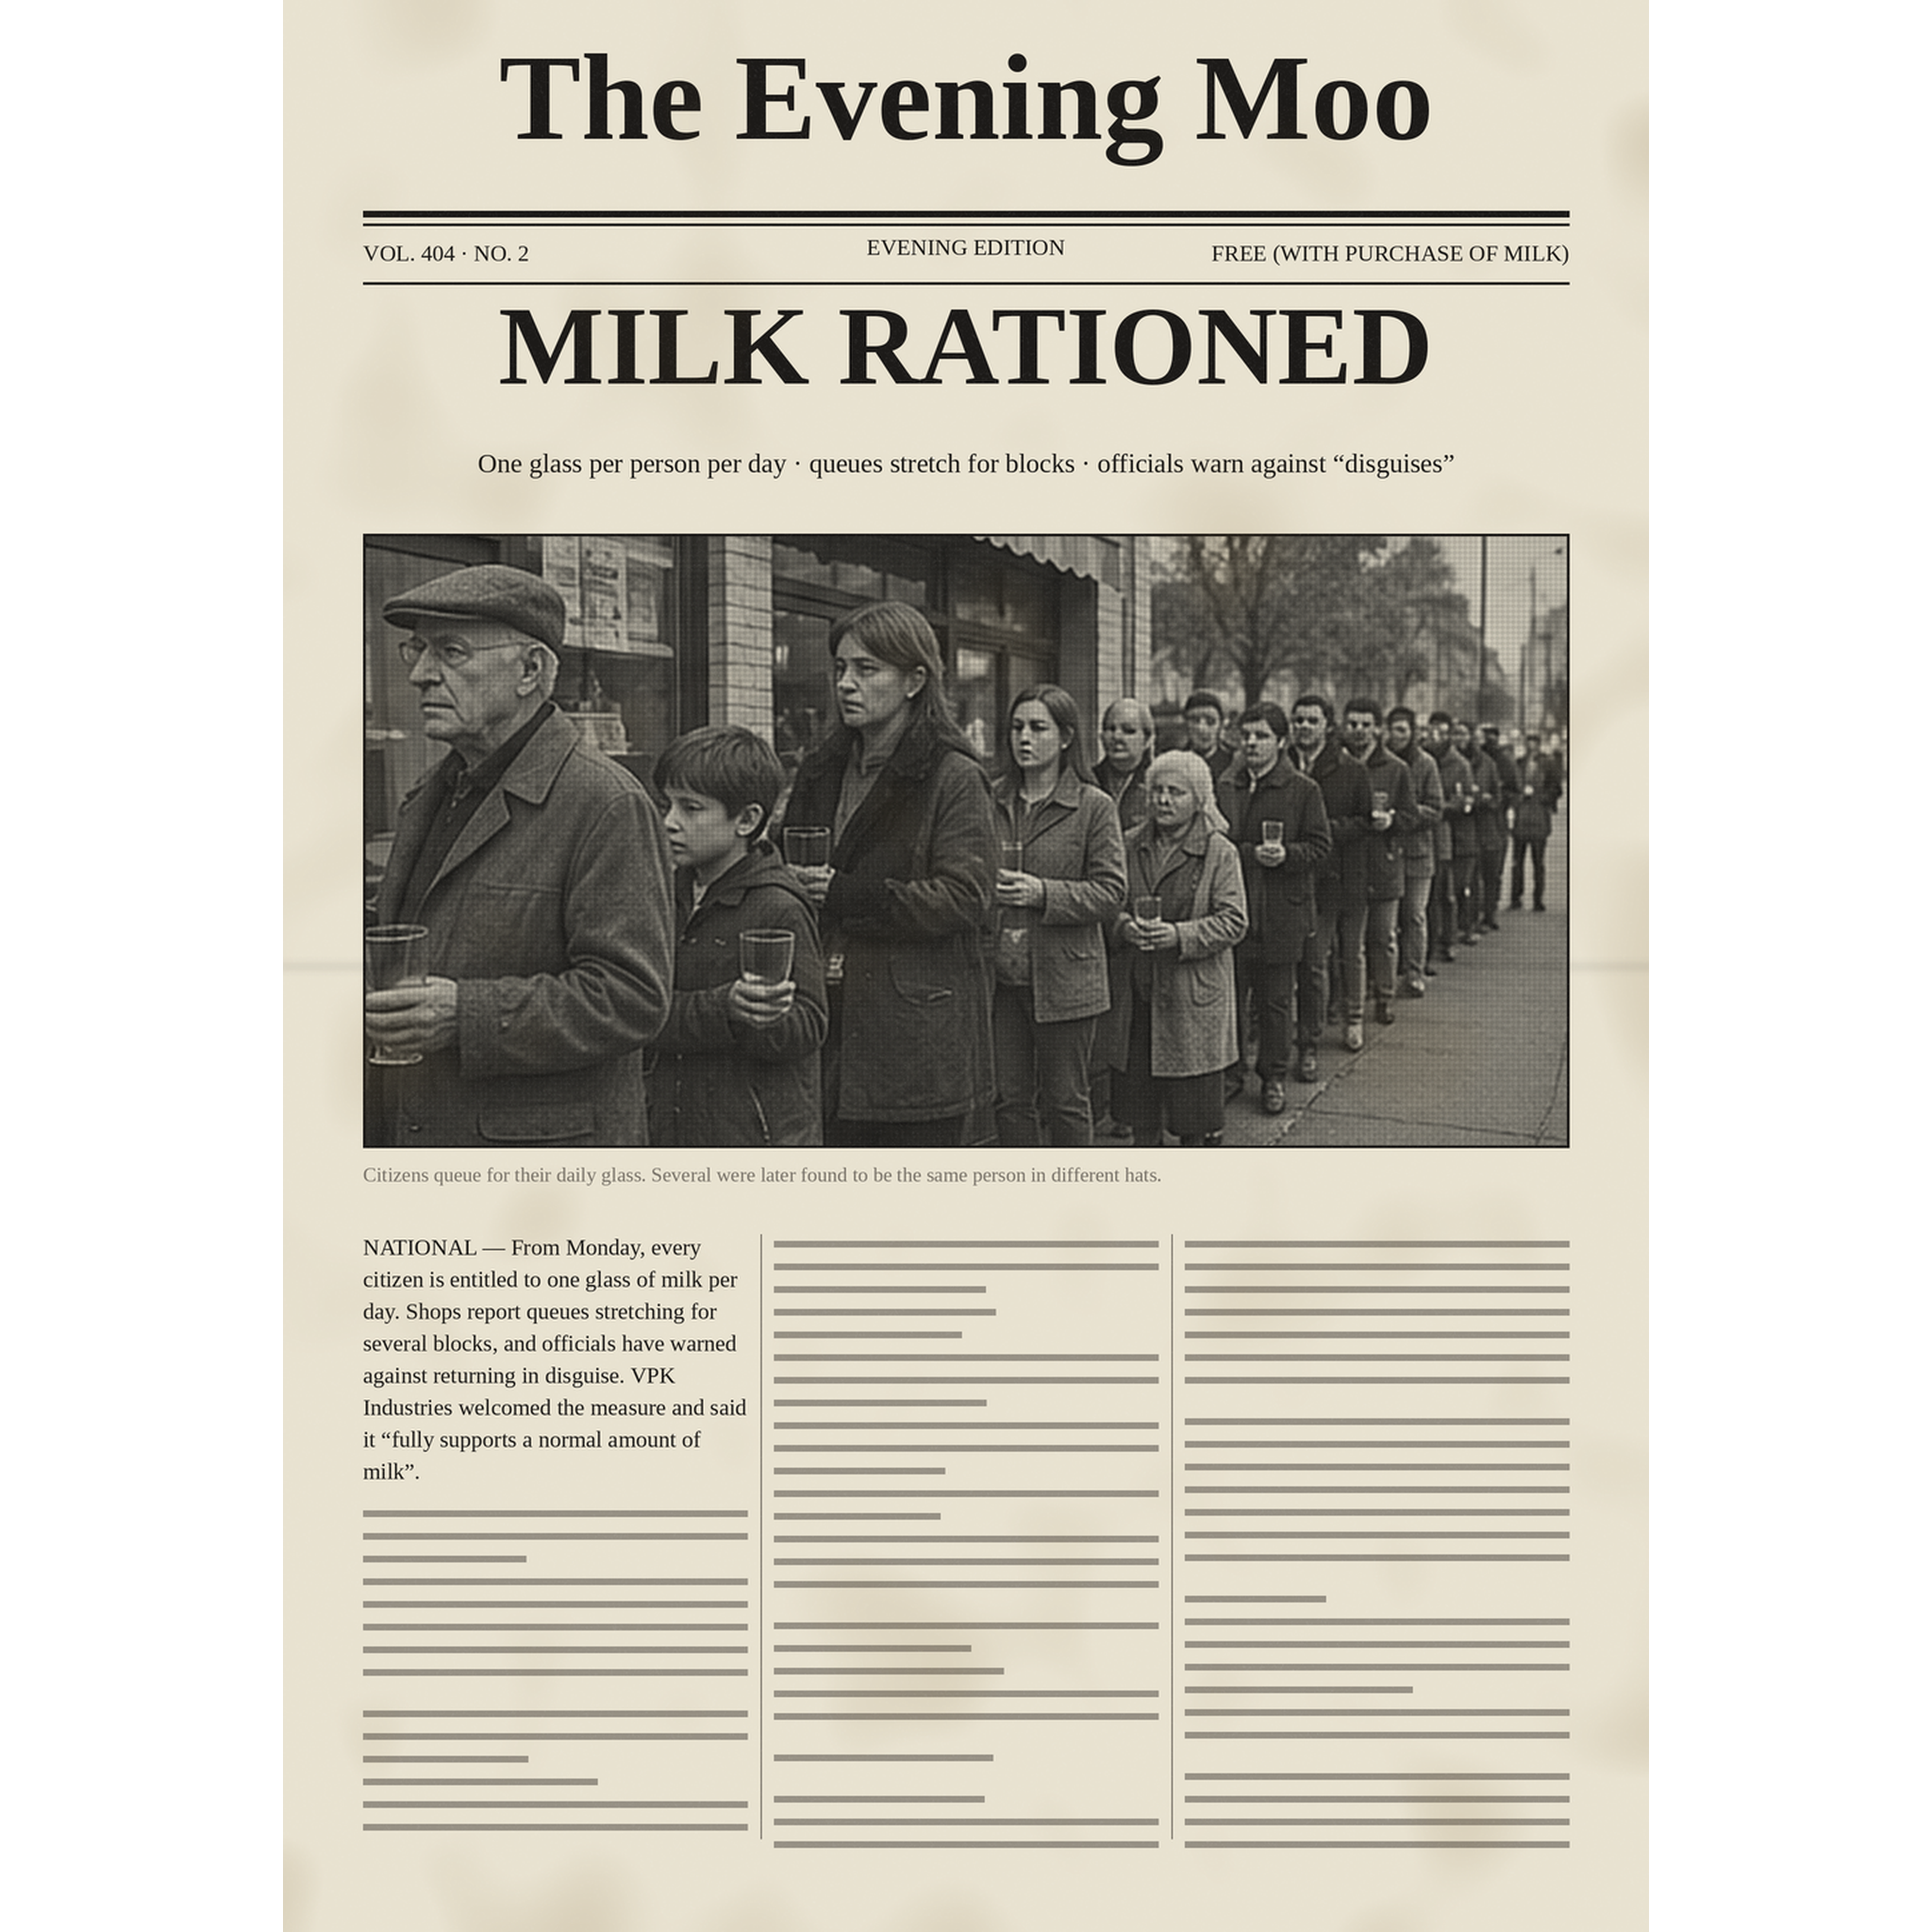 The Evening Moo
VOL. 404 · NO. 2
EVENING EDITION
FREE (WITH PURCHASE OF MILK)
MILK RATIONED
One glass per person per day · queues stretch for blocks · officials warn against “disguises”
Citizens queue for their daily glass. Several were later found to be the same person in different hats.
NATIONAL — From Monday, every
citizen is entitled to one glass of milk per
day. Shops report queues stretching for
several blocks, and officials have warned
against returning in disguise. VPK
Industries welcomed the measure and said
it “fully supports a normal amount of
milk”.